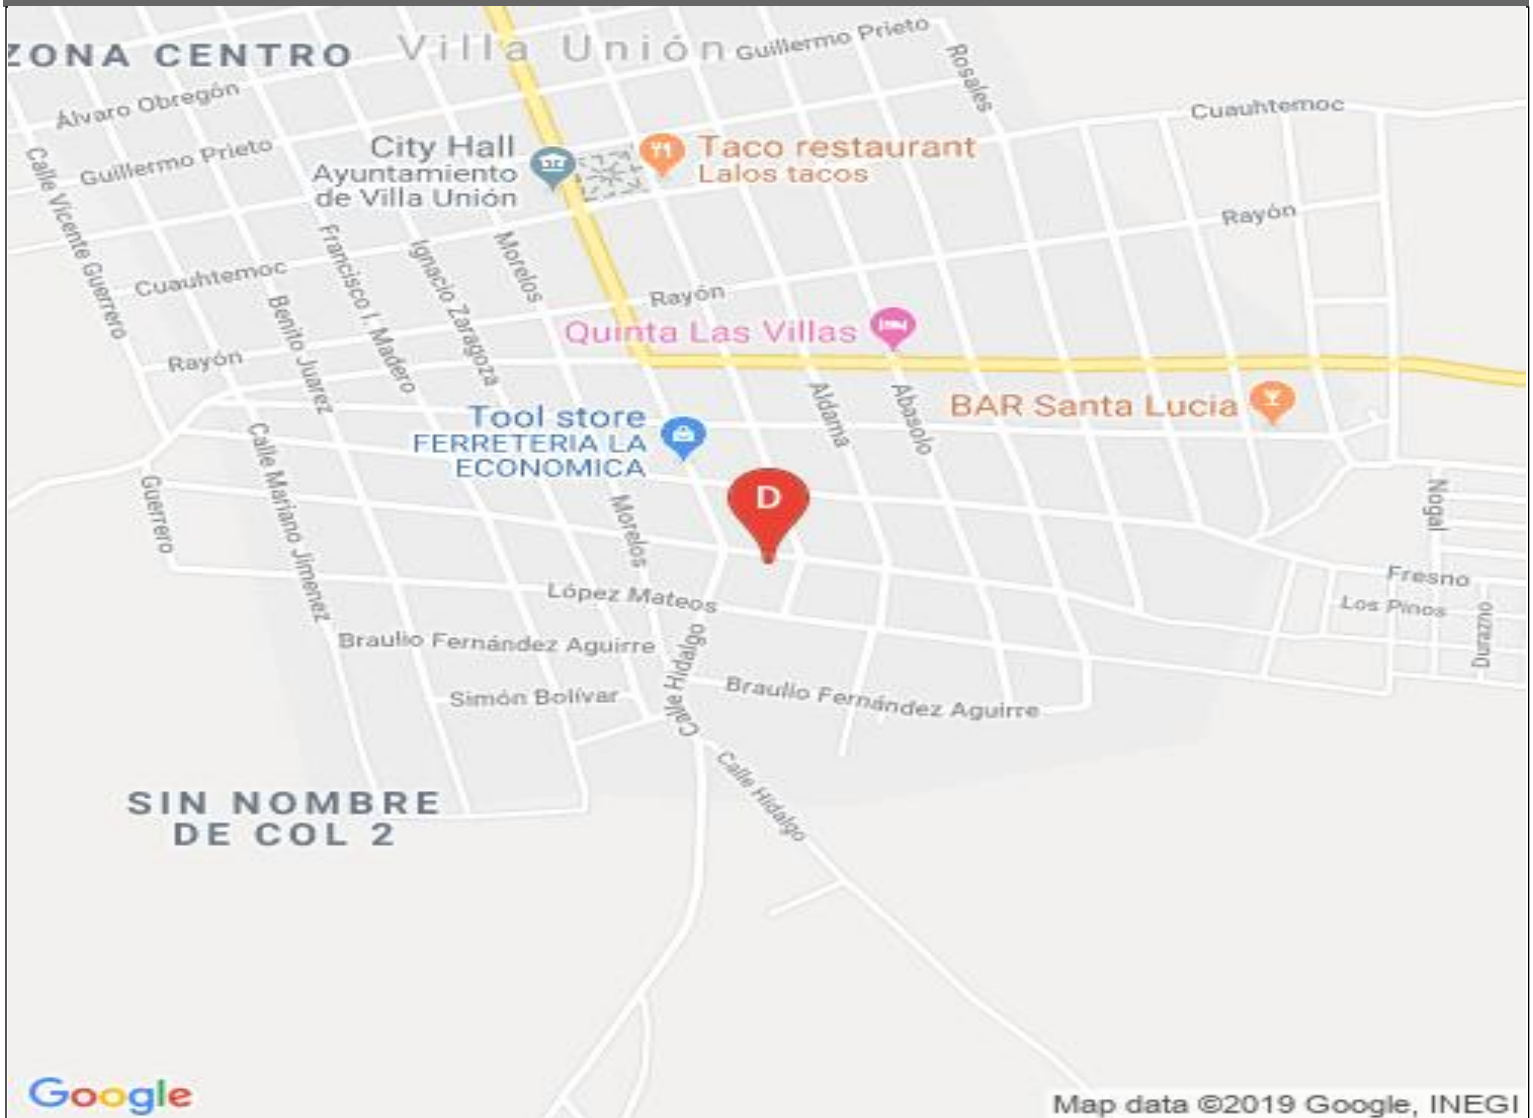 ZONA CENTRO
Villa Unión
Guillermo Prieto
Rosales
Álvaro Obregón
Cuauhtemoc
City Hall
Ayuntamiento
de Villa Unión
Taco restaurant
Lalos tacos
Guillermo Prieto
Calle Vicente Guerrero
Rayón
Francisco I. Madero
Ignacio Zaragoza
Morelos
Cuauhtemoc
Benito Juarez
Rayón
Quinta Las Villas
Rayón
Aldama
Abasolo
BAR Santa Lucia
Tool store
FERRETERIA LA
ECONOMICA
Calle Mariano Jimenez
Guerrero
Morelos
D
Nogal
Fresno
Los Pinos
Durazno
López Mateos
Braulio Fernández Aguirre
Calle Hidalgo
Simón Bolívar
Braulio Fernández Aguirre
Calle Hidalgo
SIN NOMBRE
DE COL 2
Google
Map data ©2019 Google, INEGI